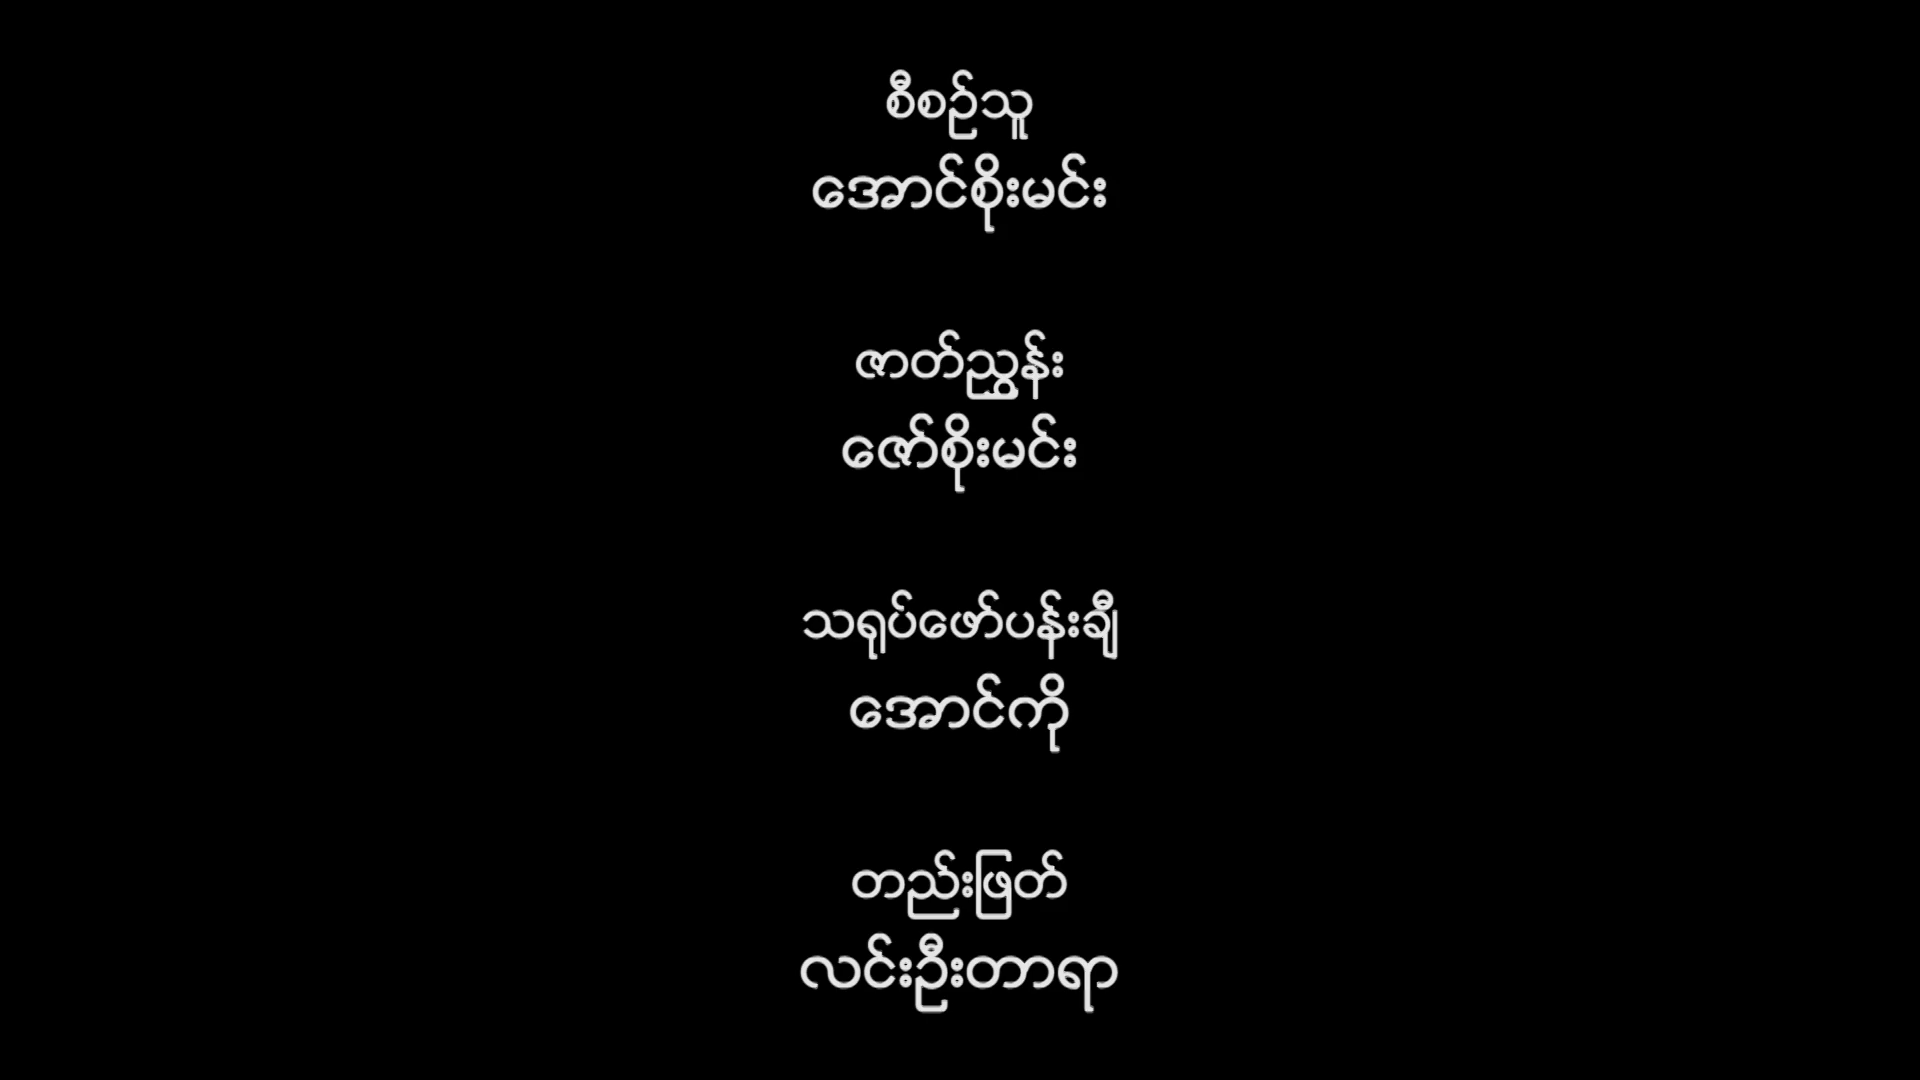 စီစဉ်သူ
အောင်စိုးမင်း
ဇာတ်ညွှန်း
ဇော်စိုးမင်း
သရုပ်ဖော်ပန်းချီ
အောင်ကို
တည်းဖြတ်
လင်းဦးတာရာ